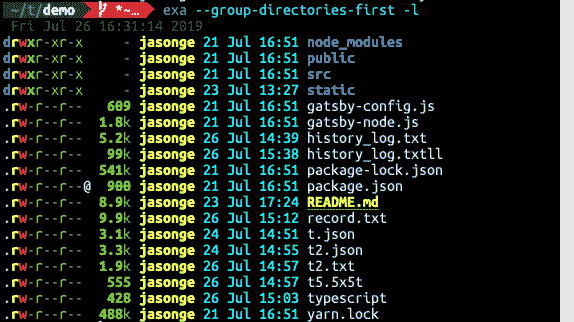 ~/t/demo *~… exa --group-directories-first -l
Fri Jul 26 16:31:14 2019
drwxr-xr-x - jasonge 21 Jul 16:51 node_modules
drwxr-xr-x - jasonge 21 Jul 16:51 public
drwxr-xr-x - jasonge 21 Jul 16:51 src
drwxr-xr-x - jasonge 23 Jul 13:27 static
.rw-r--r-- 609 jasonge 21 Jul 16:51 gatsby-config.js
.rw-r--r-- 1.8k jasonge 21 Jul 16:51 gatsby-node.js
.rw-r--r-- 5.2k jasonge 26 Jul 14:39 history_log.txt
.rw-r--r-- 99k jasonge 26 Jul 15:38 history_log.txtll
.rw-r--r-- 541k jasonge 21 Jul 16:51 package-lock.json
.rw-r--r--@ 900 jasonge 21 Jul 16:51 package.json
.rw-r--r-- 8.9k jasonge 23 Jul 17:24 README.md
.rw-r--r-- 9.9k jasonge 26 Jul 15:12 record.txt
.rw-r--r-- 3.1k jasonge 24 Jul 14:51 t.json
.rw-r--r-- 3.3k jasonge 24 Jul 14:55 t2.json
.rw-r--r-- 1.9k jasonge 26 Jul 14:57 t2.txt
.rw-r--r-- 555 jasonge 26 Jul 14:57 t5.5x5t
.rw-r--r-- 428 jasonge 26 Jul 15:03 typescript
.rw-r--r-- 488k jasonge 21 Jul 16:51 yarn.lock